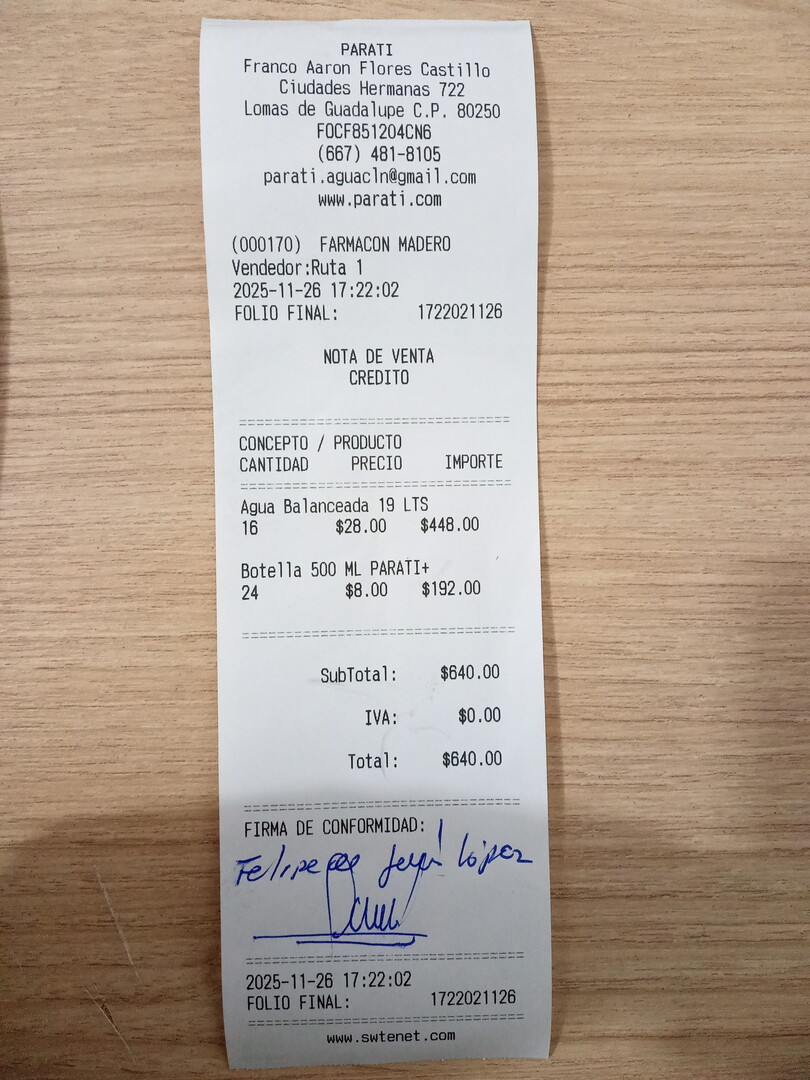 PARATI
Franco Aaron Flores Castillo
Ciudades Hermanas 722
Lomas de Guadalupe C.P. 80250
FOCF851204CN6
(667) 481-8105
parati.aguacln@gmail.com
www.parati.com
(000170) FARMACON MADERO
Vendedor:Ruta 1
2025-11-26 17:22:02
FOLIO FINAL: 1722021126
NOTA DE VENTA
CREDITO
CONCEPTO / PRODUCTO
CANTIDAD PRECIO IMPORTE
Agua Balanceada 19 LTS
16 $28.00 $448.00
Botella 500 ML PARATI+
24 $8.00 $192.00
SubTotal: $640.00
IVA: $0.00
Total: $640.00
FIRMA DE CONFORMIDAD:
Felipe López
2025-11-26 17:22:02
FOLIO FINAL: 1722021126
www.swtenet.com